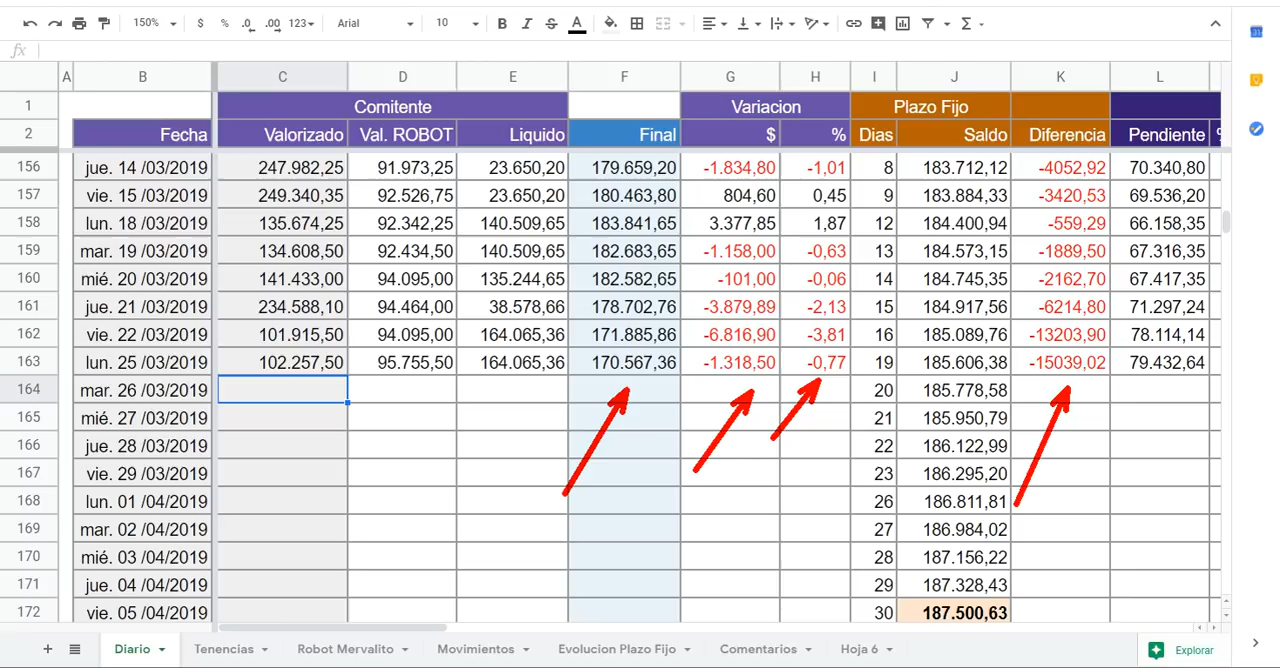 150% $ % .0 .00 123 Arial 10 B I S A
fx
A B C D E F G H I J K L
1 Comitente Variacion Plazo Fijo
2 Fecha Valorizado Val. ROBOT Liquido Final $ % Dias Saldo Diferencia Pendiente %
156 jue. 14 /03/2019 247.982,25 91.973,25 23.650,20 179.659,20 -1.834,80 -1,01 8 183.712,12 -4052,92 70.340,80
157 vie. 15 /03/2019 249.340,35 92.526,75 23.650,20 180.463,80 804,60 0,45 9 183.884,33 -3420,53 69.536,20
158 lun. 18 /03/2019 135.674,25 92.342,25 140.509,65 183.841,65 3.377,85 1,87 12 184.400,94 -559,29 66.158,35
159 mar. 19 /03/2019 134.608,50 92.434,50 140.509,65 182.683,65 -1.158,00 -0,63 13 184.573,15 -1889,50 67.316,35
160 mié. 20 /03/2019 141.433,00 94.095,00 135.244,65 182.582,65 -101,00 -0,06 14 184.745,35 -2162,70 67.417,35
161 jue. 21 /03/2019 234.588,10 94.464,00 38.578,66 178.702,76 -3.879,89 -2,13 15 184.917,56 -6214,80 71.297,24
162 vie. 22 /03/2019 101.915,50 94.095,00 164.065,36 171.885,86 -6.816,90 -3,81 16 185.089,76 -13203,90 78.114,14
163 lun. 25 /03/2019 102.257,50 95.755,50 164.065,36 170.567,36 -1.318,50 -0,77 19 185.606,38 -15039,02 79.432,64
164 mar. 26 /03/2019 20 185.778,58
165 mié. 27 /03/2019 21 185.950,79
166 jue. 28 /03/2019 22 186.122,99
167 vie. 29 /03/2019 23 186.295,20
168 lun. 01 /04/2019 26 186.811,81
169 mar. 02 /04/2019 27 186.984,02
170 mié. 03 /04/2019 28 187.156,22
171 jue. 04 /04/2019 29 187.328,43
172 vie. 05 /04/2019 30 187.500,63
+ Diario Tenencias Robot Mervalito Movimientos Evolucion Plazo Fijo Comentarios Hoja 6 Explorar